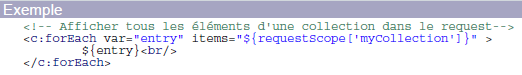 Exemple
<!-- Afficher tous les éléments d'une collection dans le request-->
<c:forEach var="entry" items="${requestScope['myCollection']}" >
${entry}<br/>
</c:forEach>